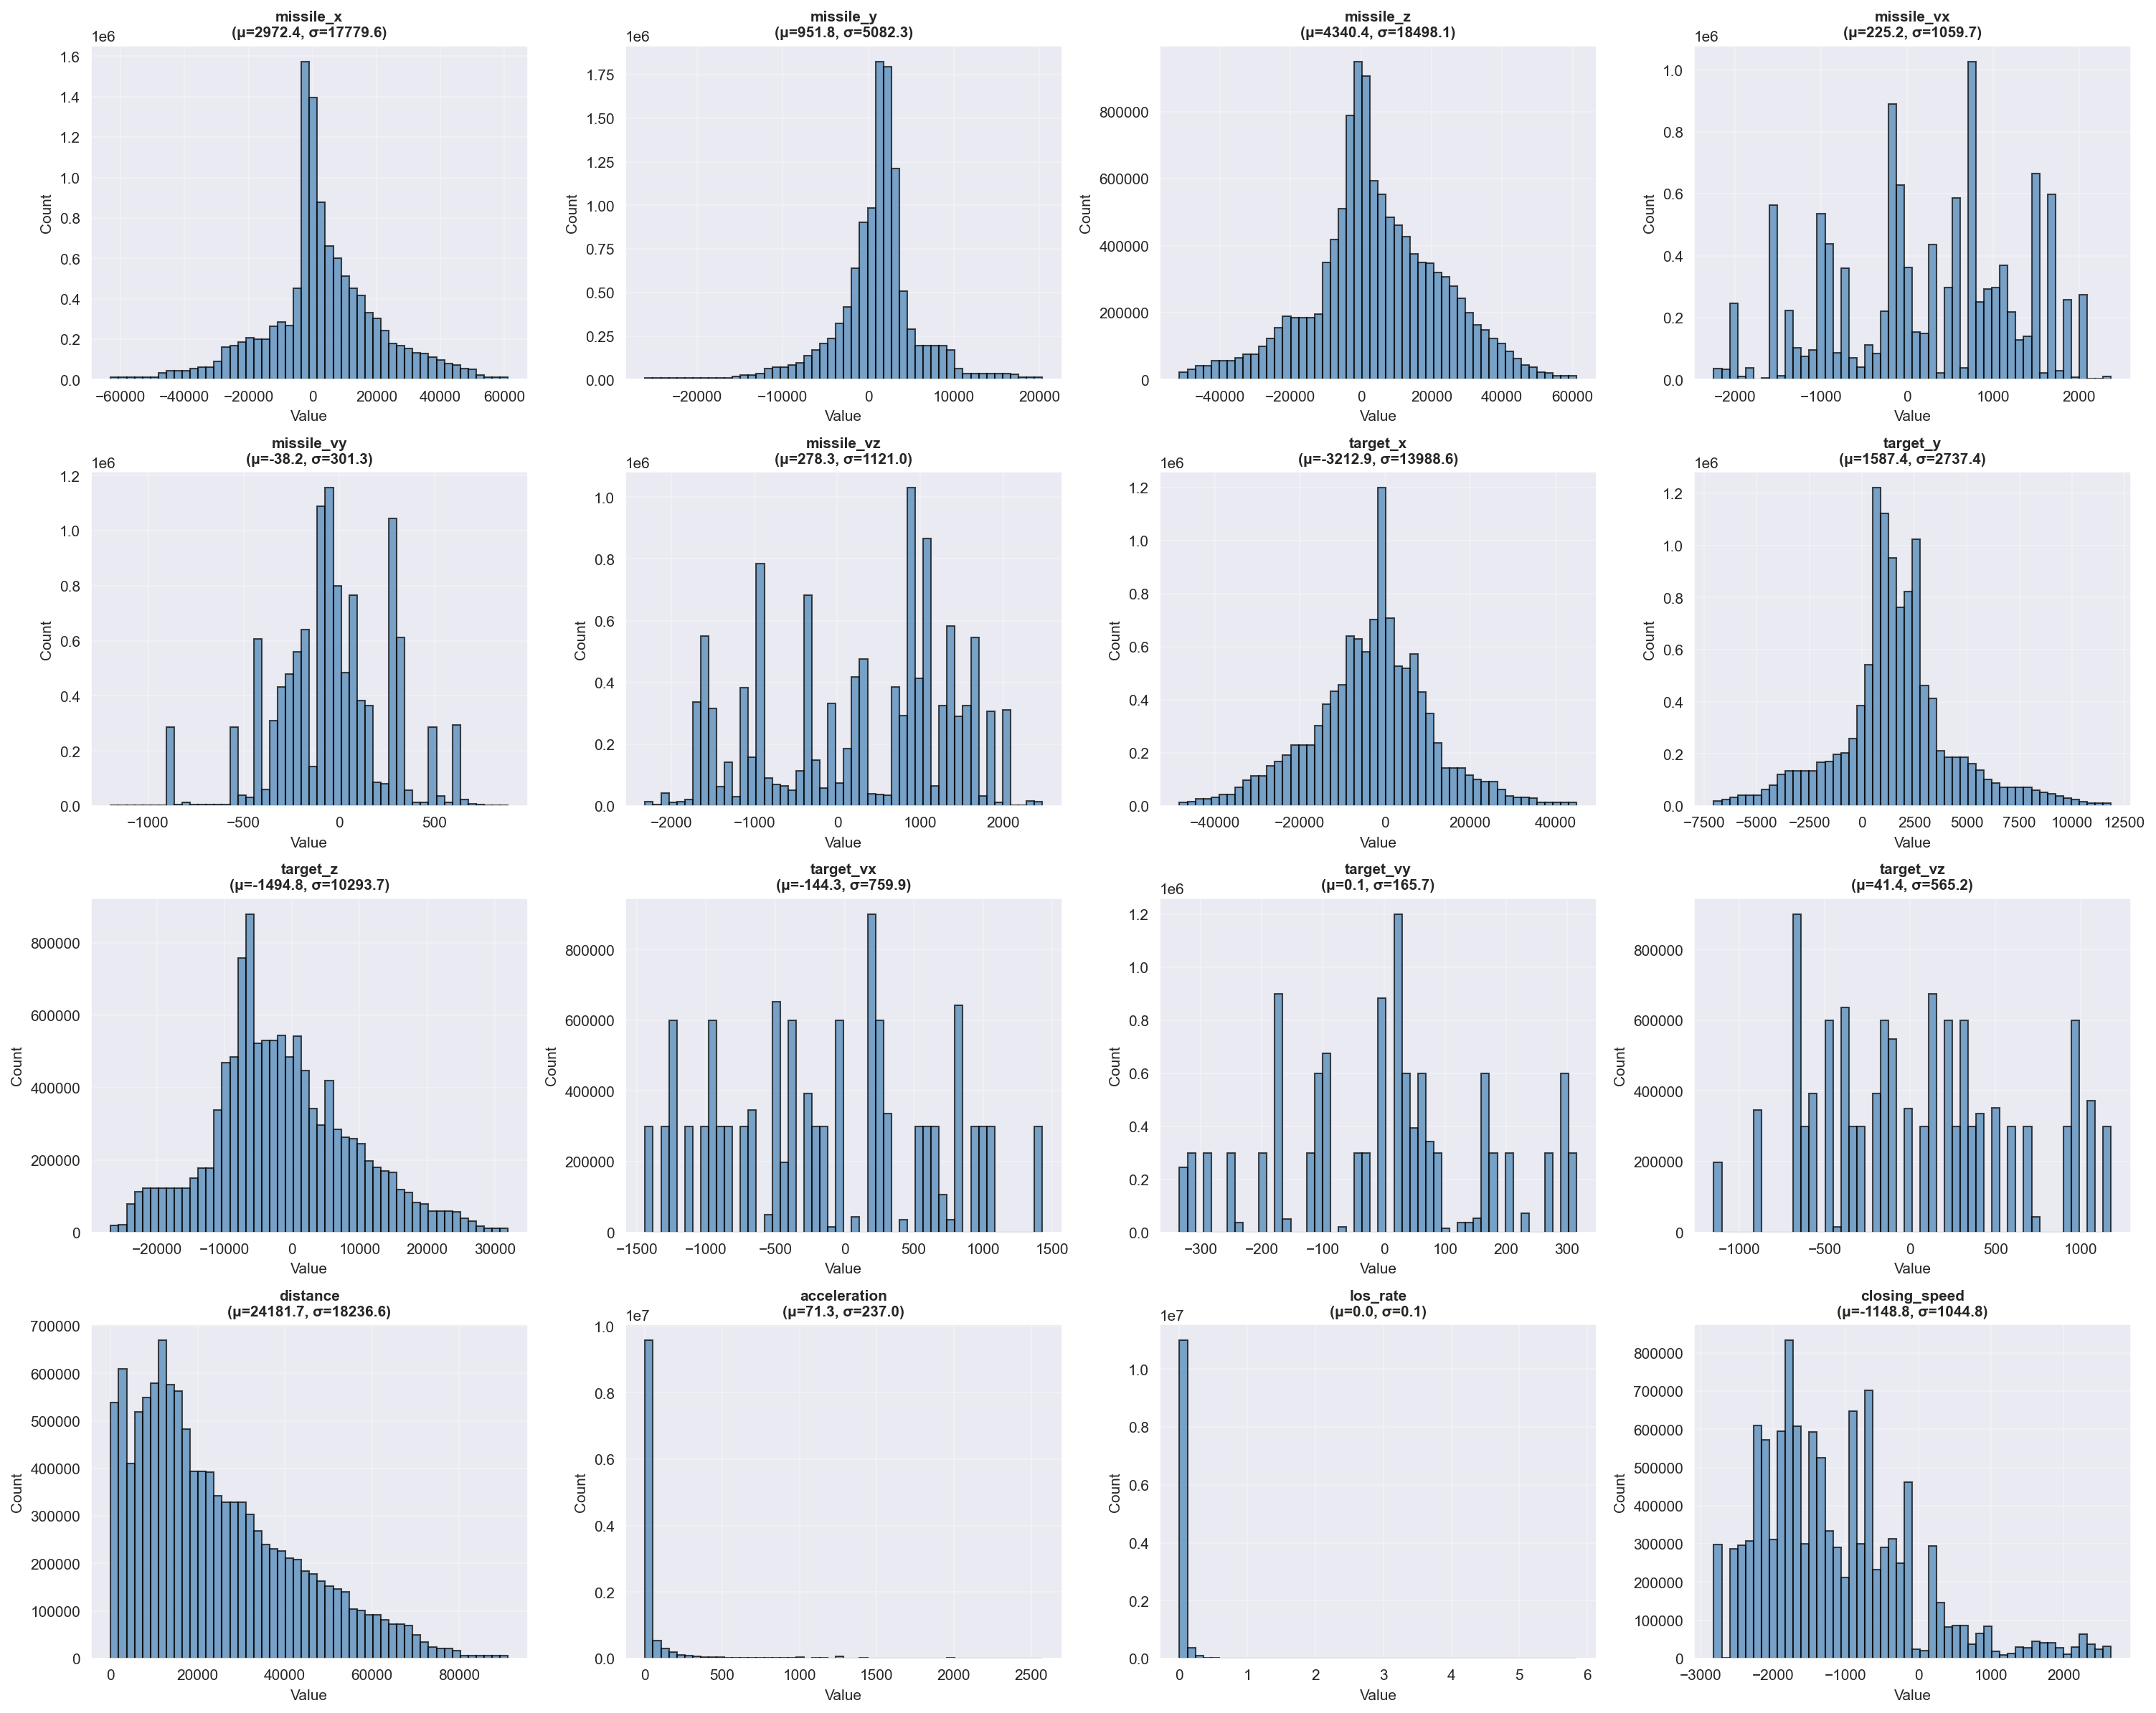 missile_x
(μ=2972.4, σ=17779.6)
1e6
1.6
1.4
1.2
1.0
0.8
0.6
0.4
0.2
0.0
Count
−60000 −40000 −20000 0 20000 40000 60000
Value
missile_y
(μ=951.8, σ=5082.3)
1e6
1.75
1.50
1.25
1.00
0.75
0.50
0.25
0.00
Count
−20000 −10000 0 10000 20000
Value
missile_z
(μ=4340.4, σ=18498.1)
800000
600000
400000
200000
0
Count
−40000 −20000 0 20000 40000 60000
Value
missile_vx
(μ=225.2, σ=1059.7)
1e6
1.0
0.8
0.6
0.4
0.2
0.0
Count
−2000 −1000 0 1000 2000
Value
missile_vy
(μ=-38.2, σ=301.3)
1e6
1.2
1.0
0.8
0.6
0.4
0.2
0.0
Count
−1000 −500 0 500
Value
missile_vz
(μ=278.3, σ=1121.0)
1e6
1.0
0.8
0.6
0.4
0.2
0.0
Count
−2000 −1000 0 1000 2000
Value
target_x
(μ=-3212.9, σ=13988.6)
1e6
1.2
1.0
0.8
0.6
0.4
0.2
0.0
Count
−40000 −20000 0 20000 40000
Value
target_y
(μ=1587.4, σ=2737.4)
1e6
1.2
1.0
0.8
0.6
0.4
0.2
0.0
Count
−7500 −5000 −2500 0 2500 5000 7500 10000 12500
Value
target_z
(μ=-1494.8, σ=10293.7)
800000
600000
400000
200000
0
Count
−20000 −10000 0 10000 20000 30000
Value
target_vx
(μ=-144.3, σ=759.9)
800000
600000
400000
200000
0
Count
−1500 −1000 −500 0 500 1000 1500
Value
target_vy
(μ=0.1, σ=165.7)
1e6
1.2
1.0
0.8
0.6
0.4
0.2
0.0
Count
−300 −200 −100 0 100 200 300
Value
target_vz
(μ=41.4, σ=565.2)
800000
600000
400000
200000
0
Count
−1000 −500 0 500 1000
Value
distance
(μ=24181.7, σ=18236.6)
700000
600000
500000
400000
300000
200000
100000
0
Count
0 20000 40000 60000 80000
Value
acceleration
(μ=71.3, σ=237.0)
1e7
1.0
0.8
0.6
0.4
0.2
0.0
Count
0 500 1000 1500 2000 2500
Value
los_rate
(μ=0.0, σ=0.1)
1e7
1.0
0.8
0.6
0.4
0.2
0.0
Count
0 1 2 3 4 5 6
Value
closing_speed
(μ=-1148.8, σ=1044.8)
800000
700000
600000
500000
400000
300000
200000
100000
0
Count
−3000 −2000 −1000 0 1000 2000
Value